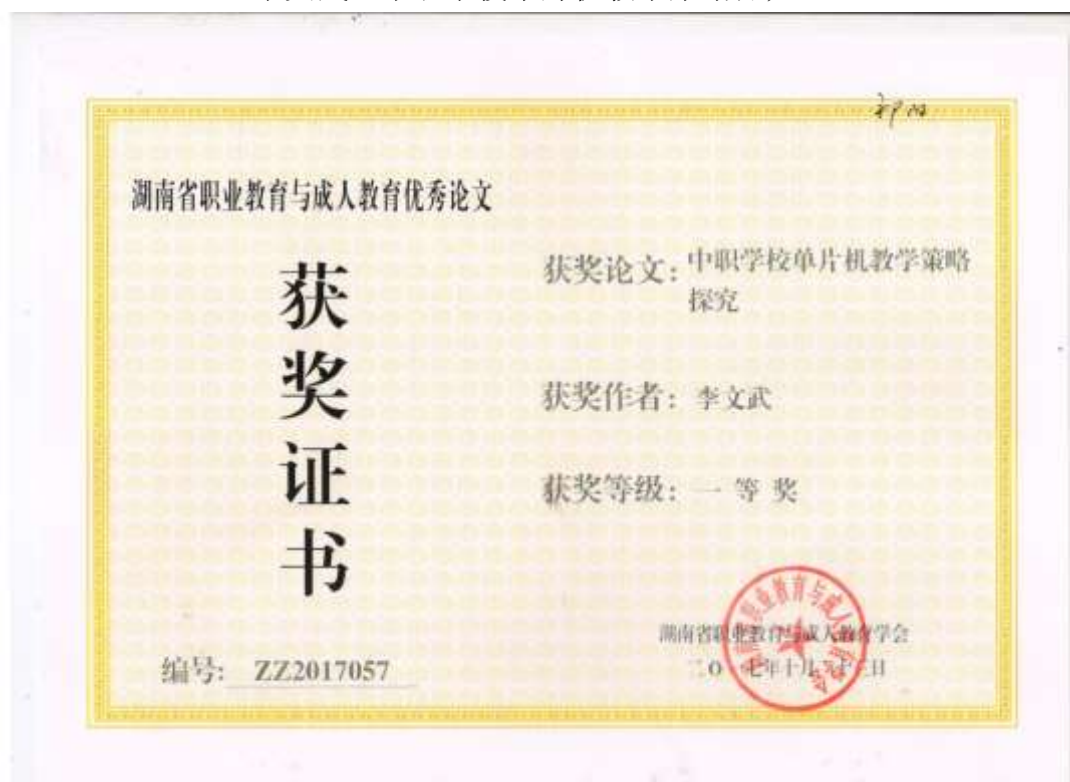 湖南省职业教育与成人教育优秀论文
获
奖
证
书
编号: ZZ2017057
获奖论文: 中职学校单片机教学策略
探究
获奖作者: 李文武
获奖等级: 一 等 奖
湖南省职业教育与成人教育学会